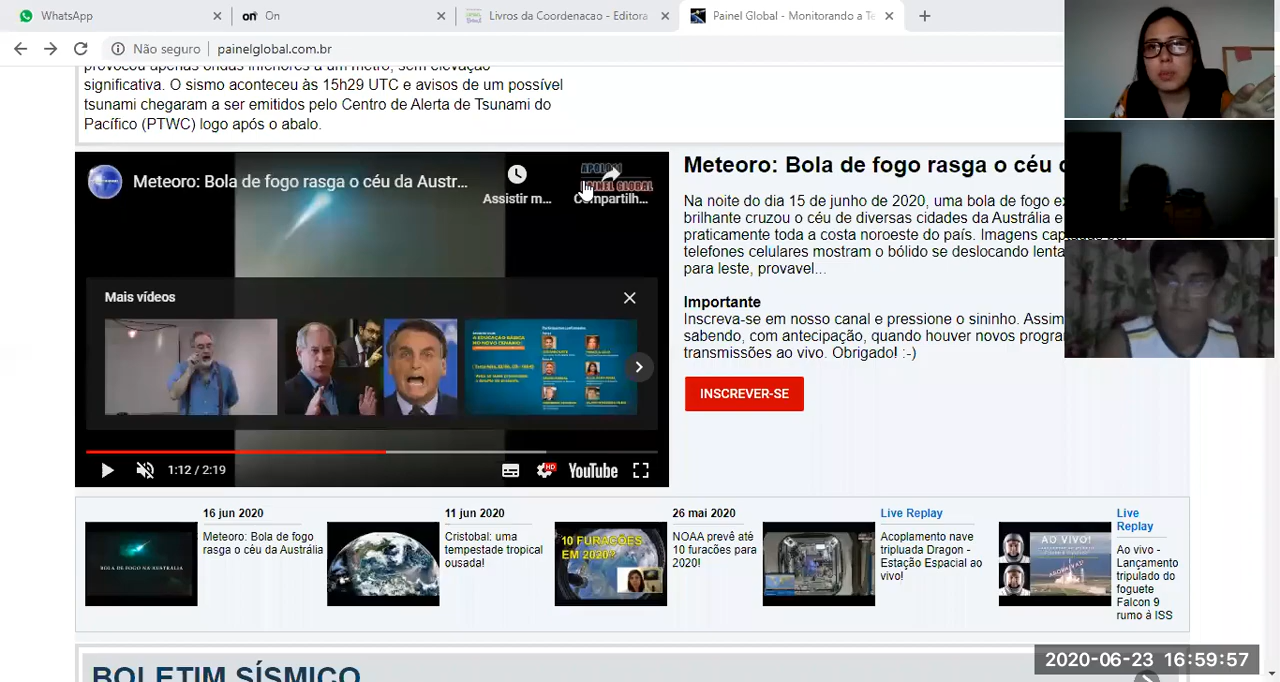 WhatsApp
on On
Livros da Coordenacao - Editora
Painel Global - Monitorando a Te
Não seguro
painelglobal.com.br
provocou apenas ondas inferiores a um metro, sem elevação
significativa. O sismo aconteceu às 15h29 UTC e avisos de um possível
tsunami chegaram a ser emitidos pelo Centro de Alerta de Tsunami do
Pacífico (PTWC) logo após o abalo.
Meteoro: Bola de fogo rasga o céu da Austr...
Assistir m...
APOLO11
PAINEL GLOBAL
Compartilh...
Mais vídeos
1:12 / 2:19
HD
YouTube
Meteoro: Bola de fogo rasga o céu d
Na noite do dia 15 de junho de 2020, uma bola de fogo ex
brilhante cruzou o céu de diversas cidades da Austrália e
praticamente toda a costa noroeste do país. Imagens cap
telefones celulares mostram o bólido se deslocando lenta
para leste, provavel...
Importante
Inscreva-se em nosso canal e pressione o sininho. Assim
sabendo, com antecipação, quando houver novos progra
transmissões ao vivo. Obrigado! :-)
INSCREVER-SE
BOLA DE FOGO NA AUSTRALIA
16 jun 2020
Meteoro: Bola de fogo
rasga o céu da Austrália
11 jun 2020
Cristobal: uma
tempestade tropical
ousada!
10 FURACÕES
EM 2020?
26 mai 2020
NOAA prevê até
10 furacões para
2020!
Live Replay
Acoplamento nave
tripluada Dragon -
Estação Espacial ao
vivo!
AO VIVO!
Live
Replay
Ao vivo -
Lançamento
tripulado do
foguete
Falcon 9
rumo à ISS
BOLETIM SÍSMICO
2020-06-23 16:59:57